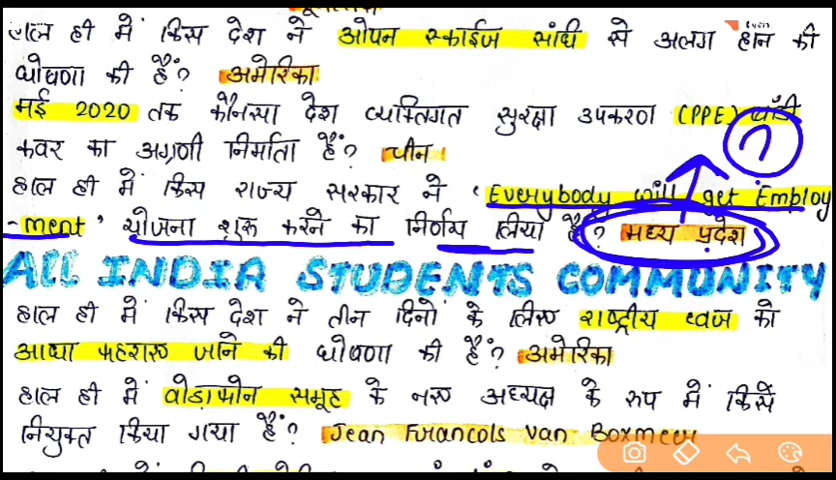 हाल ही में किस देश ने ओपन स्काईज संधि से अलग होने की
घोषणा की हैं? अमेरिका
मई 2020 तक कौनसा देश व्यक्तिगत सुरक्षा उपकरण (PPE) बॉडी
कवर का अग्रणी निर्माता हैं? चीन
हाल ही में किस राज्य सरकार ने 'Everybody will get Employ
-ment' योजना शुरू करने का निर्णय लिया हैं? मध्य प्रदेश
ALL INDIA STUDENTS COMMUNITY
हाल ही में किस देश ने तीन दिनों के लिए राष्ट्रीय ध्वज को
आधा फहराए जाने की घोषणा की हैं? अमेरिका
हाल ही में वोडाफोन समूह के नए अध्यक्ष के रूप में किसे
नियुक्त किया गया हैं? Jean Francois Van Boxmeer